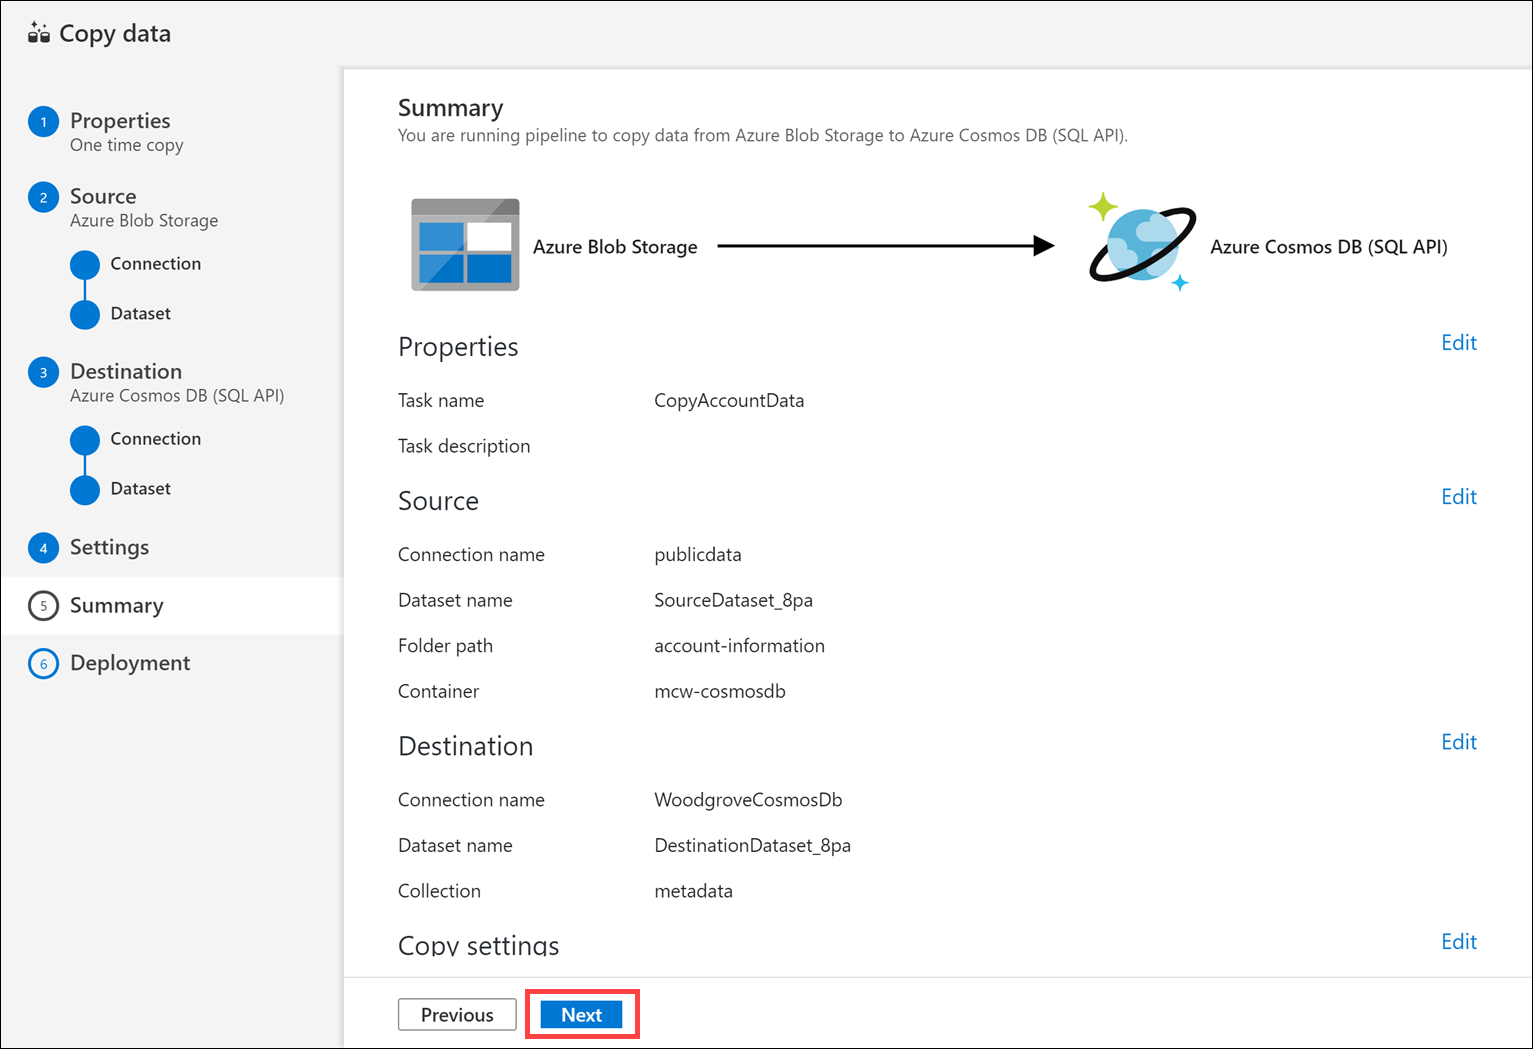 Copy data
1 Properties
One time copy
2 Source
Azure Blob Storage
Connection
Dataset
3 Destination
Azure Cosmos DB (SQL API)
Connection
Dataset
4 Settings
5 Summary
6 Deployment
Summary
You are running pipeline to copy data from Azure Blob Storage to Azure Cosmos DB (SQL API).
Azure Blob Storage Azure Cosmos DB (SQL API)
Properties Edit
Task name CopyAccountData
Task description
Source Edit
Connection name publicdata
Dataset name SourceDataset_8pa
Folder path account-information
Container mcw-cosmosdb
Destination Edit
Connection name WoodgroveCosmosDb
Dataset name DestinationDataset_8pa
Collection metadata
Copy settings Edit
Previous Next